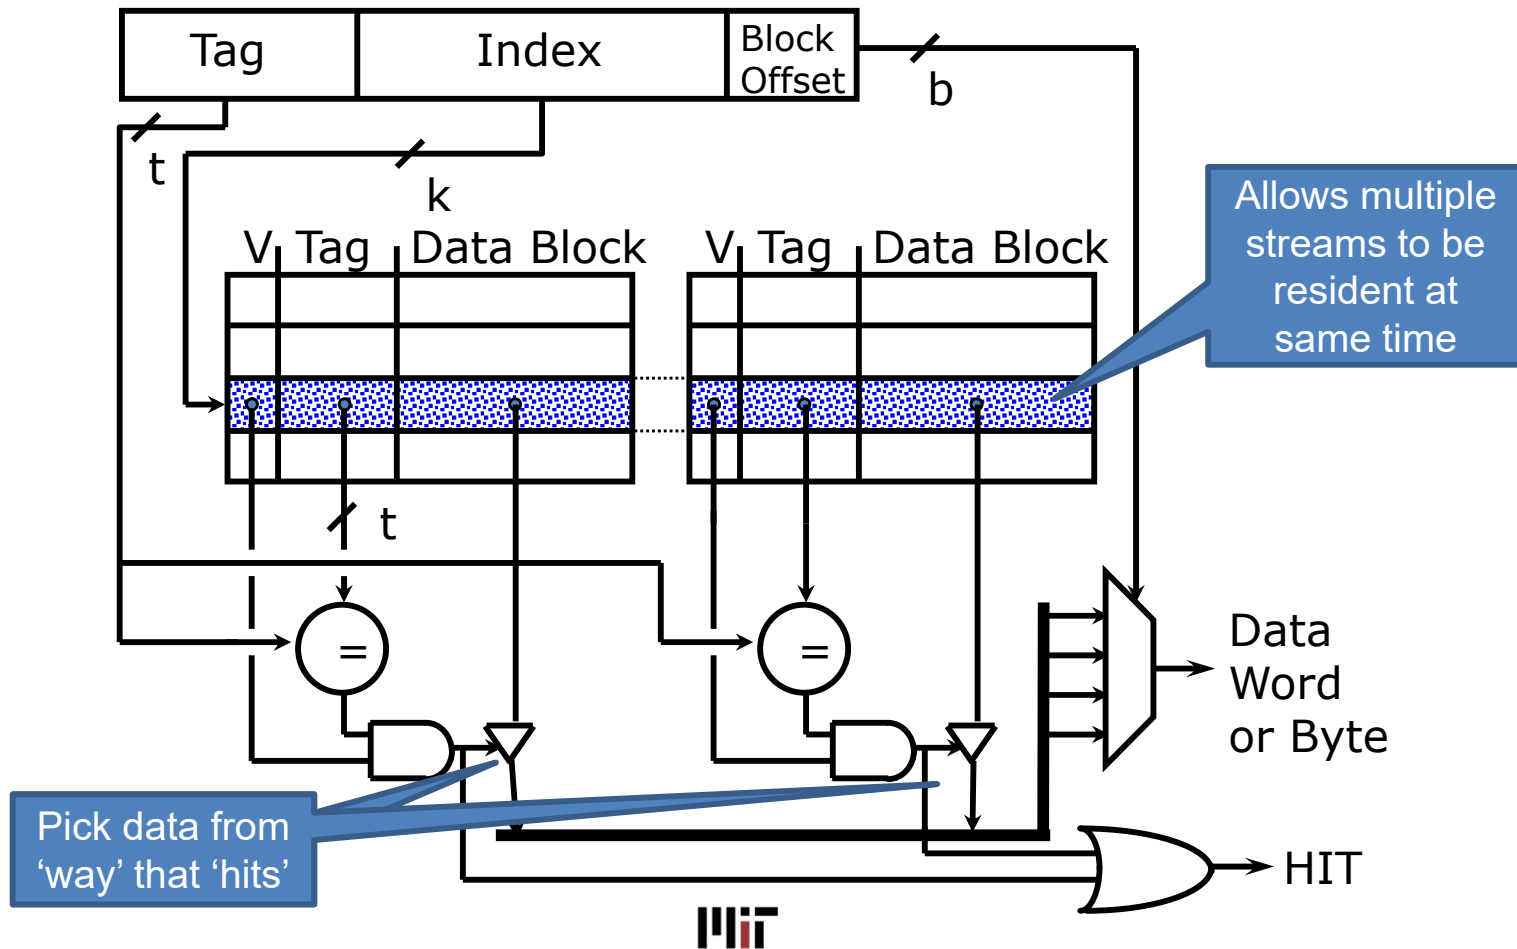 Tag
Index
Block
Offset
b
t
k
V Tag Data Block
V Tag Data Block
Allows multiple
streams to be
resident at
same time
t
=
=
Data
Word
or Byte
Pick data from
‘way’ that ‘hits’
HIT
MiT